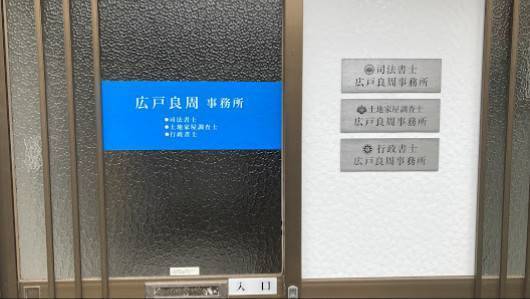 広戸良周 事務所
●司法書士
●土地家屋調査士
●行政書士
入口
司法書士
広戸良周事務所
土地家屋調査士
広戸良周事務所
行政書士
広戸良周事務所